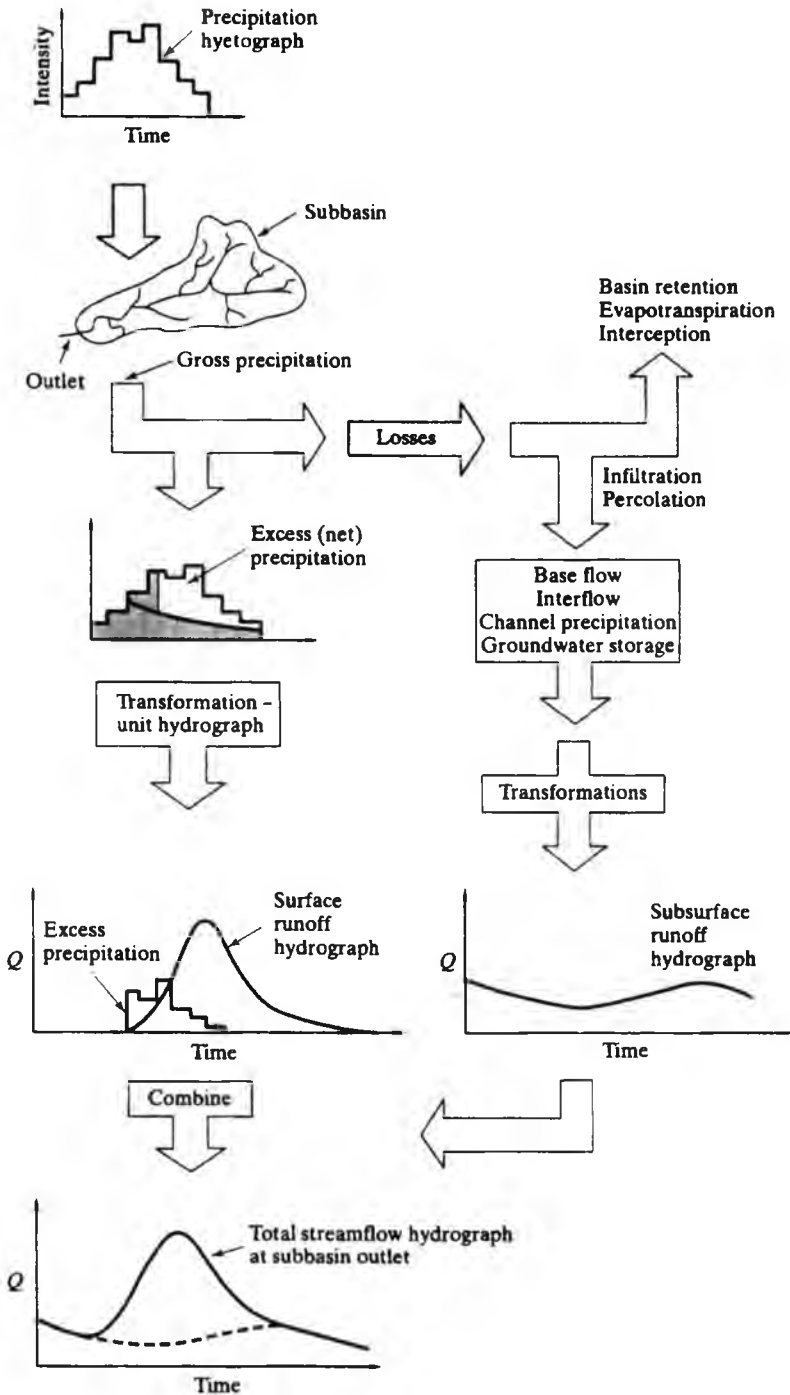 Precipitation
hyetograph
Intensity
Time
Subbasin
Outlet
Gross precipitation
Basin retention
Evapotranspiration
Interception
Losses
Infiltration
Percolation
Excess (net)
precipitation
Base flow
Interflow
Channel precipitation
Groundwater storage
Transformation –
unit hydrograph
Transformations
Excess
precipitation
Surface
runoff
hydrograph
Q
Time
Subsurface
runoff
hydrograph
Q
Time
Combine
Total streamflow hydrograph
at subbasin outlet
Q
Time